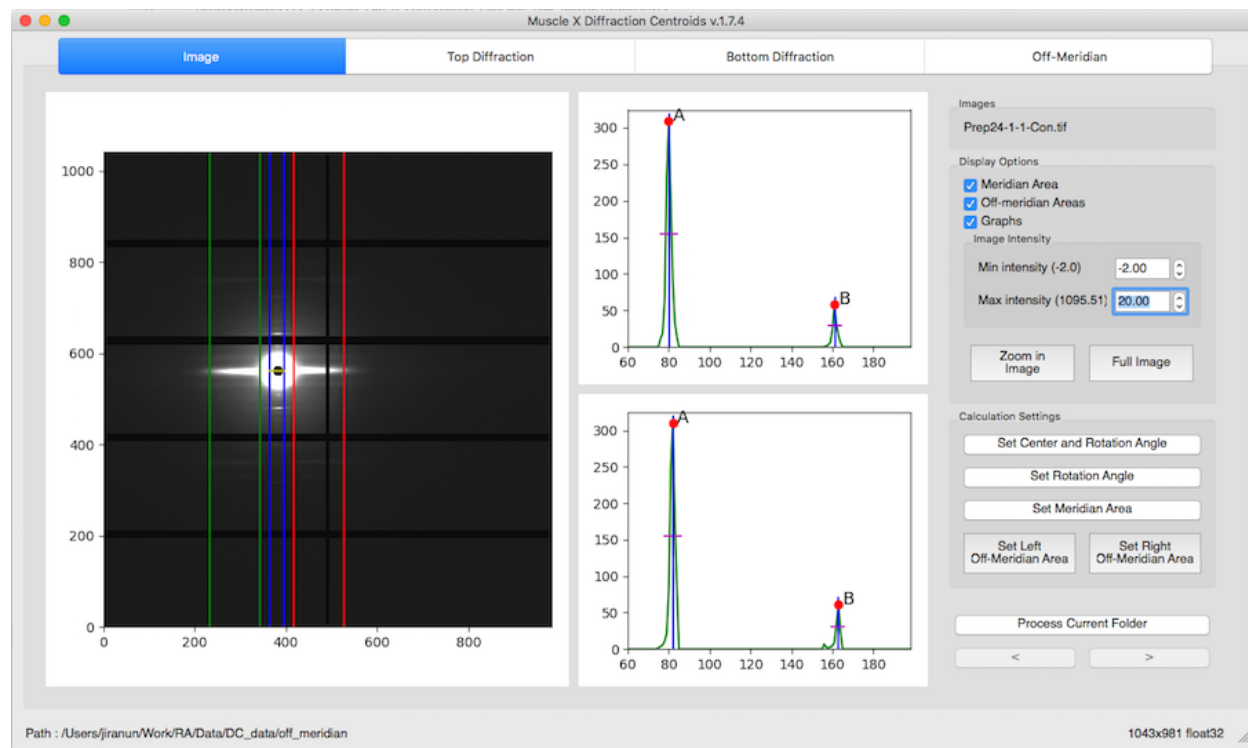 Muscle X Diffraction Centroids v.1.7.4
Image Top Diffraction Bottom Diffraction Off-Meridian
1000
800
600
400
200
0
0 200 400 600 800
A
B
300
250
200
150
100
50
0
60 80 100 120 140 160 180
A
B
300
250
200
150
100
50
0
60 80 100 120 140 160 180
Images
Prep24-1-1-Con.tif
Display Options
Meridian Area
Off-meridian Areas
Graphs
Image Intensity
Min intensity (-2.0) -2.00
Max intensity (1095.51) 20.00
Zoom in
Image
Full Image
Calculation Settings
Set Center and Rotation Angle
Set Rotation Angle
Set Meridian Area
Set Left
Off-Meridian Area
Set Right
Off-Meridian Area
Process Current Folder
< >
Path : /Users/jiranun/Work/RA/Data/DC_data/off_meridian
1043x981 float32